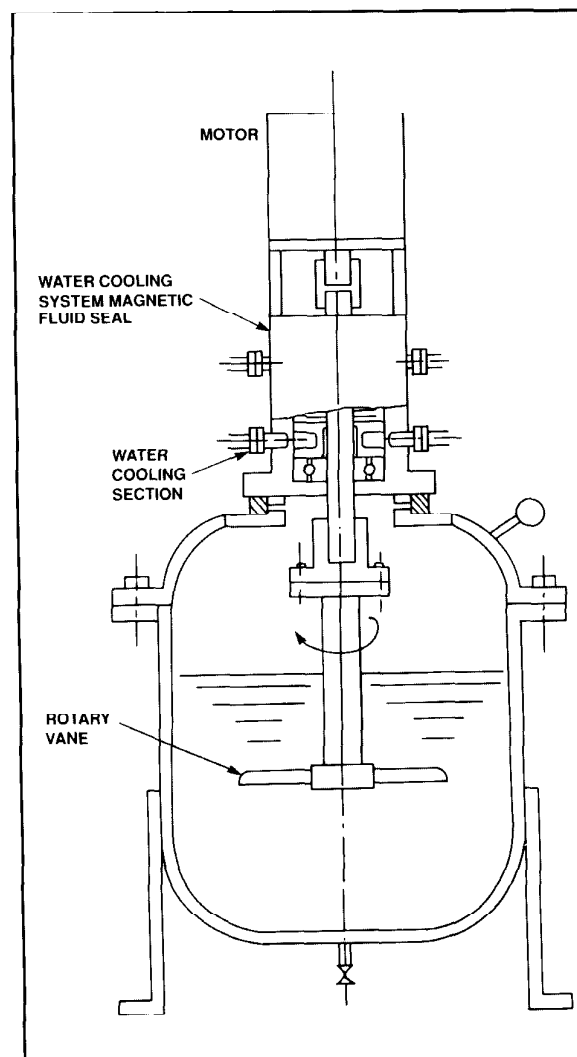 MOTOR
WATER COOLING
SYSTEM MAGNETIC
FLUID SEAL
WATER
COOLING
SECTION
ROTARY
VANE